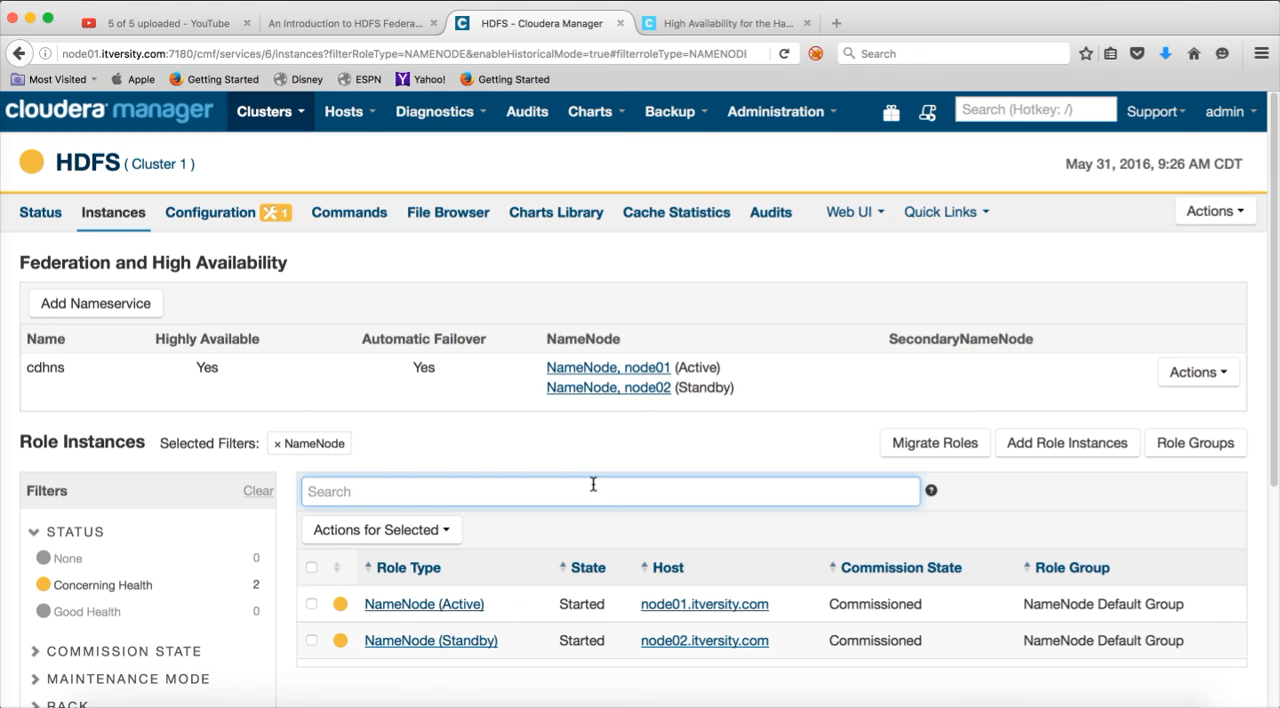 5 of 5 uploaded - YouTube × An Introduction to HDFS Federa... × HDFS - Cloudera Manager × High Availability for the Ha... × +
node01.itversity.com:7180/cmf/services/6/instances?filterRoleType=NAMENODE&enableHistoricalMode=true#filterroleType=NAMENODE Search
Most Visited Apple Getting Started Disney ESPN Yahoo! Getting Started
cloudera manager Clusters Hosts Diagnostics Audits Charts Backup Administration Search (Hotkey: /) Support admin
HDFS ( Cluster 1 ) May 31, 2016, 9:26 AM CDT
Status Instances Configuration 1 Commands File Browser Charts Library Cache Statistics Audits Web UI Quick Links Actions
Federation and High Availability
Add Nameservice
Name Highly Available Automatic Failover NameNode SecondaryNameNode
cdhns Yes Yes NameNode, node01 (Active) Actions
NameNode, node02 (Standby)
Role Instances Selected Filters: × NameNode Migrate Roles Add Role Instances Role Groups
Filters Clear Search
STATUS Actions for Selected
None 0
Role Type State Host Commission State Role Group
Concerning Health 2
NameNode (Active) Started node01.itversity.com Commissioned NameNode Default Group
Good Health 0
NameNode (Standby) Started node02.itversity.com Commissioned NameNode Default Group
COMMISSION STATE
MAINTENANCE MODE
RACK